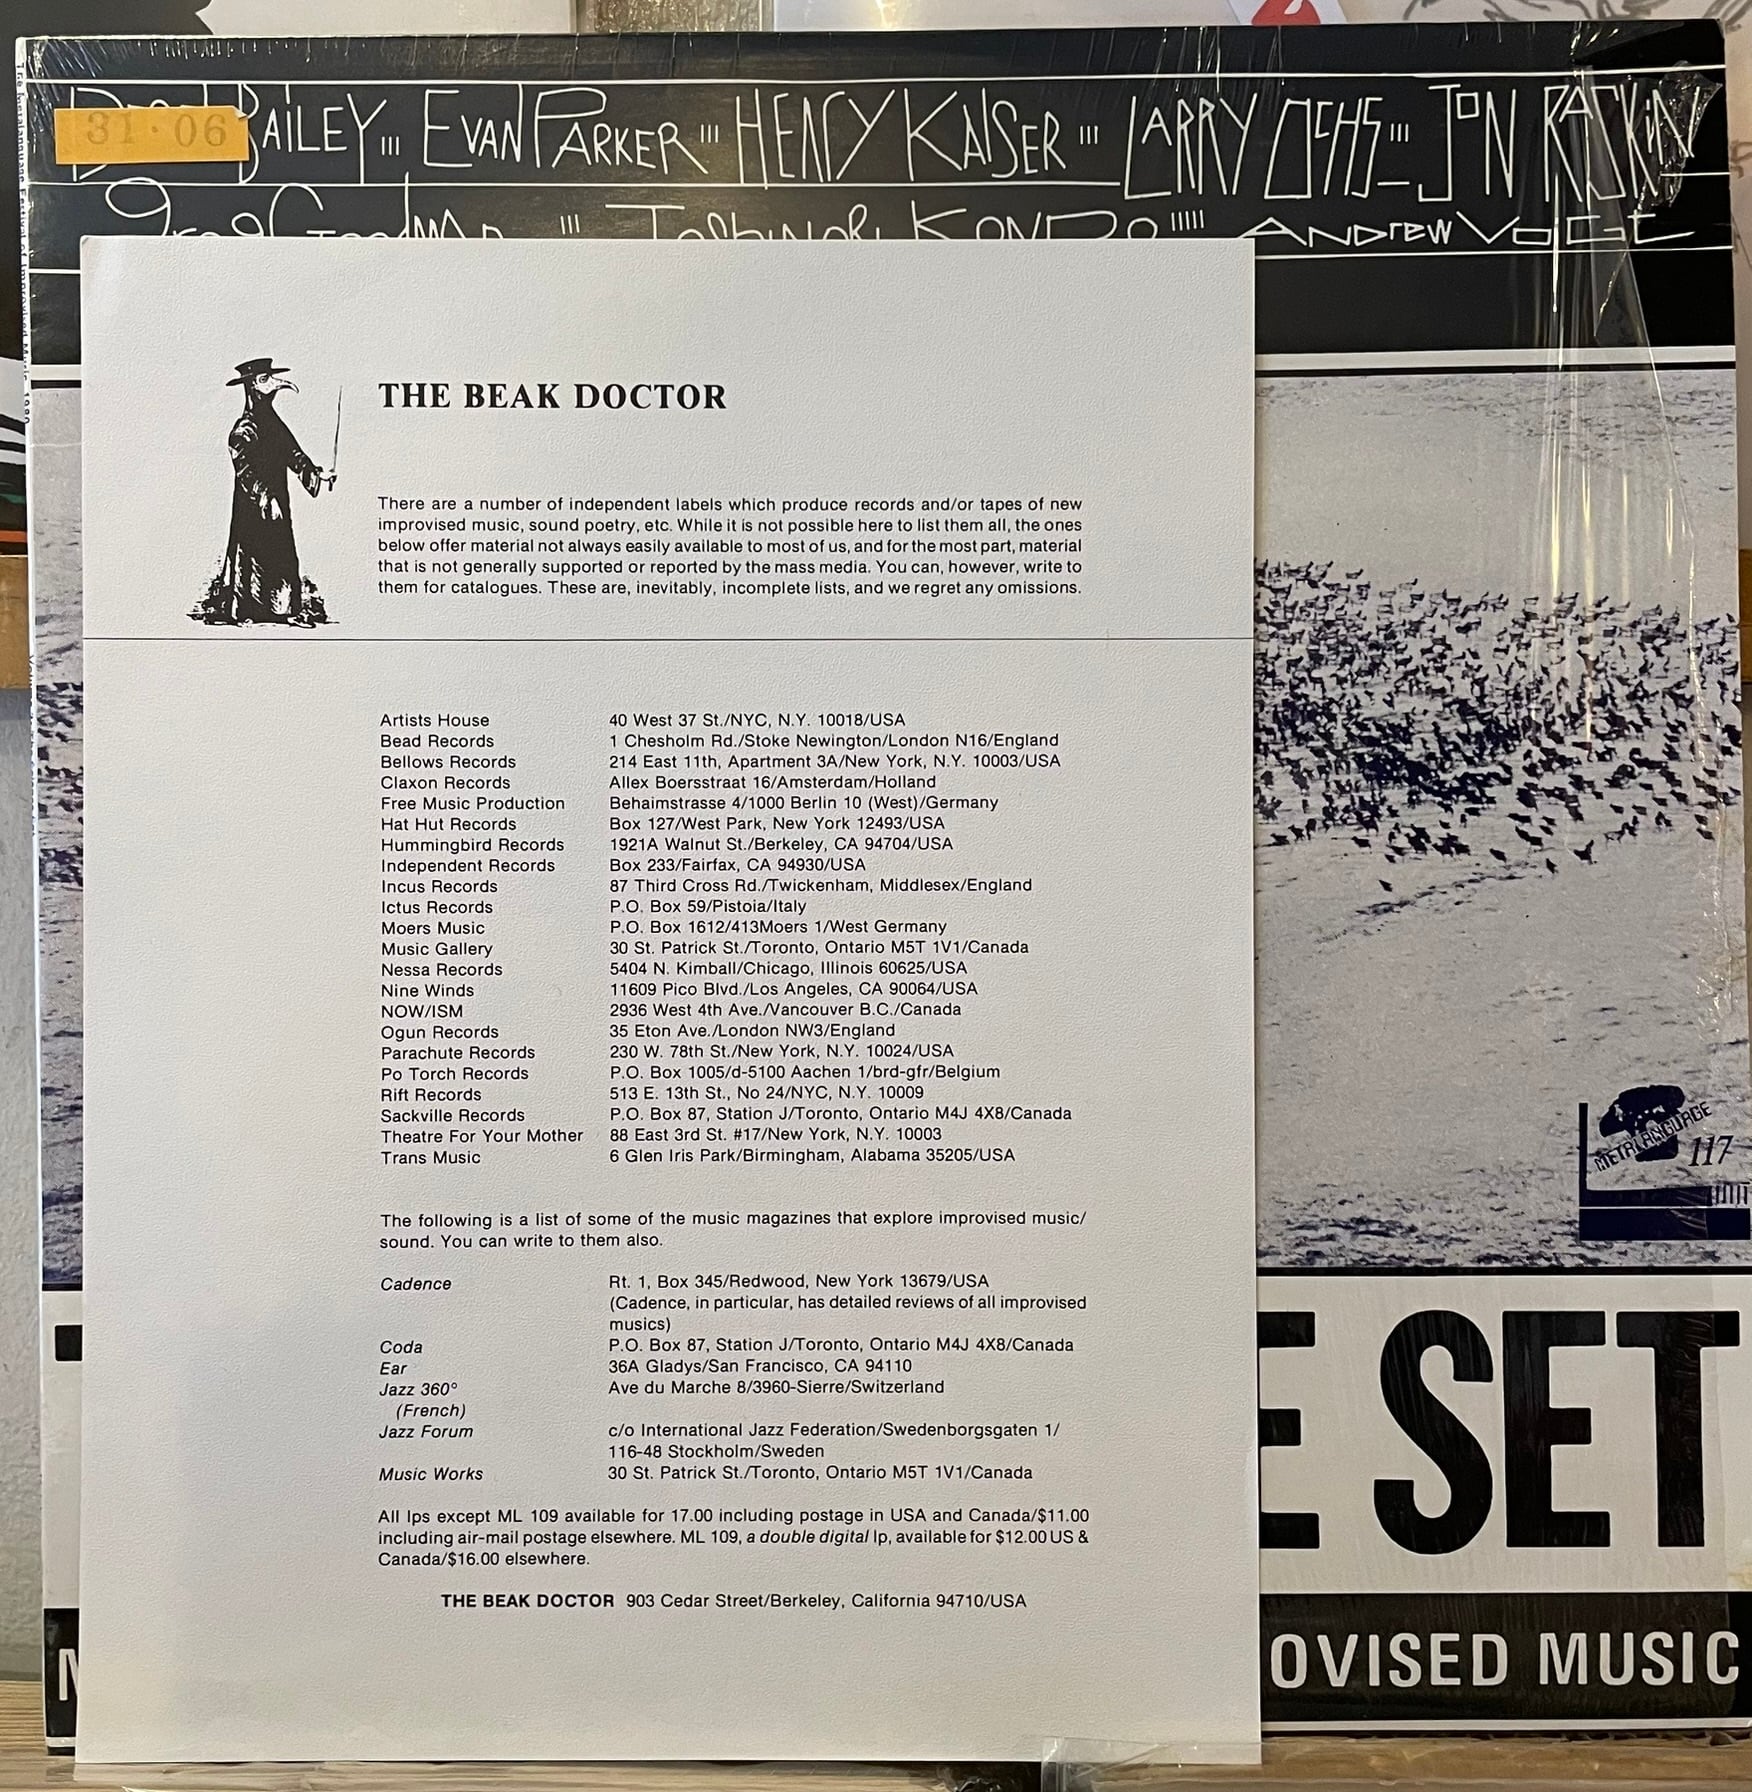 31·06
BAILEY ııı EVAN PARKER ııı HENRY KAISER ııı LARRY OCHS ııı JON RASKIN
Greg Goodman ııı Toshinori Kondo ııııı Andrew Voigt
THE BEAK DOCTOR
There are a number of independent labels which produce records and/or tapes of new
improvised music, sound poetry, etc. While it is not possible here to list them all, the ones
below offer material not always easily available to most of us, and for the most part, material
that is not generally supported or reported by the mass media. You can, however, write to
them for catalogues. These are, inevitably, incomplete lists, and we regret any omissions.
Artists House 40 West 37 St./NYC, N.Y. 10018/USA
Bead Records 1 Chesholm Rd./Stoke Newington/London N16/England
Bellows Records 214 East 11th, Apartment 3A/New York, N.Y. 10003/USA
Claxon Records Allex Boersstraat 16/Amsterdam/Holland
Free Music Production Behaimstrasse 4/1000 Berlin 10 (West)/Germany
Hat Hut Records Box 127/West Park, New York 12493/USA
Hummingbird Records 1921A Walnut St./Berkeley, CA 94704/USA
Independent Records Box 233/Fairfax, CA 94930/USA
Incus Records 87 Third Cross Rd./Twickenham, Middlesex/England
Ictus Records P.O. Box 59/Pistoia/Italy
Moers Music P.O. Box 1612/413Moers 1/West Germany
Music Gallery 30 St. Patrick St./Toronto, Ontario M5T 1V1/Canada
Nessa Records 5404 N. Kimball/Chicago, Illinois 60625/USA
Nine Winds 11609 Pico Blvd./Los Angeles, CA 90064/USA
NOW/ISM 2936 West 4th Ave./Vancouver B.C./Canada
Ogun Records 35 Eton Ave./London NW3/England
Parachute Records 230 W. 78th St./New York, N.Y. 10024/USA
Po Torch Records P.O. Box 1005/d-5100 Aachen 1/brd-gfr/Belgium
Rift Records 513 E. 13th St., No 24/NYC, N.Y. 10009
Sackville Records P.O. Box 87, Station J/Toronto, Ontario M4J 4X8/Canada
Theatre For Your Mother 88 East 3rd St. #17/New York, N.Y. 10003
Trans Music 6 Glen Iris Park/Birmingham, Alabama 35205/USA
The following is a list of some of the music magazines that explore improvised music/
sound. You can write to them also.
Cadence Rt. 1, Box 345/Redwood, New York 13679/USA
(Cadence, in particular, has detailed reviews of all improvised
musics)
Coda P.O. Box 87, Station J/Toronto, Ontario M4J 4X8/Canada
Ear 36A Gladys/San Francisco, CA 94110
Jazz 360° Ave du Marche 8/3960-Sierre/Switzerland
(French)
Jazz Forum c/o International Jazz Federation/Swedenborgsgaten 1/
116-48 Stockholm/Sweden
Music Works 30 St. Patrick St./Toronto, Ontario M5T 1V1/Canada
All lps except ML 109 available for 17.00 including postage in USA and Canada/$11.00
including air-mail postage elsewhere. ML 109, a double digital lp, available for $12.00 US &
Canada/$16.00 elsewhere.
THE BEAK DOCTOR 903 Cedar Street/Berkeley, California 94710/USA
METALANGUAGE 117
E SET
OVISED MUSIC